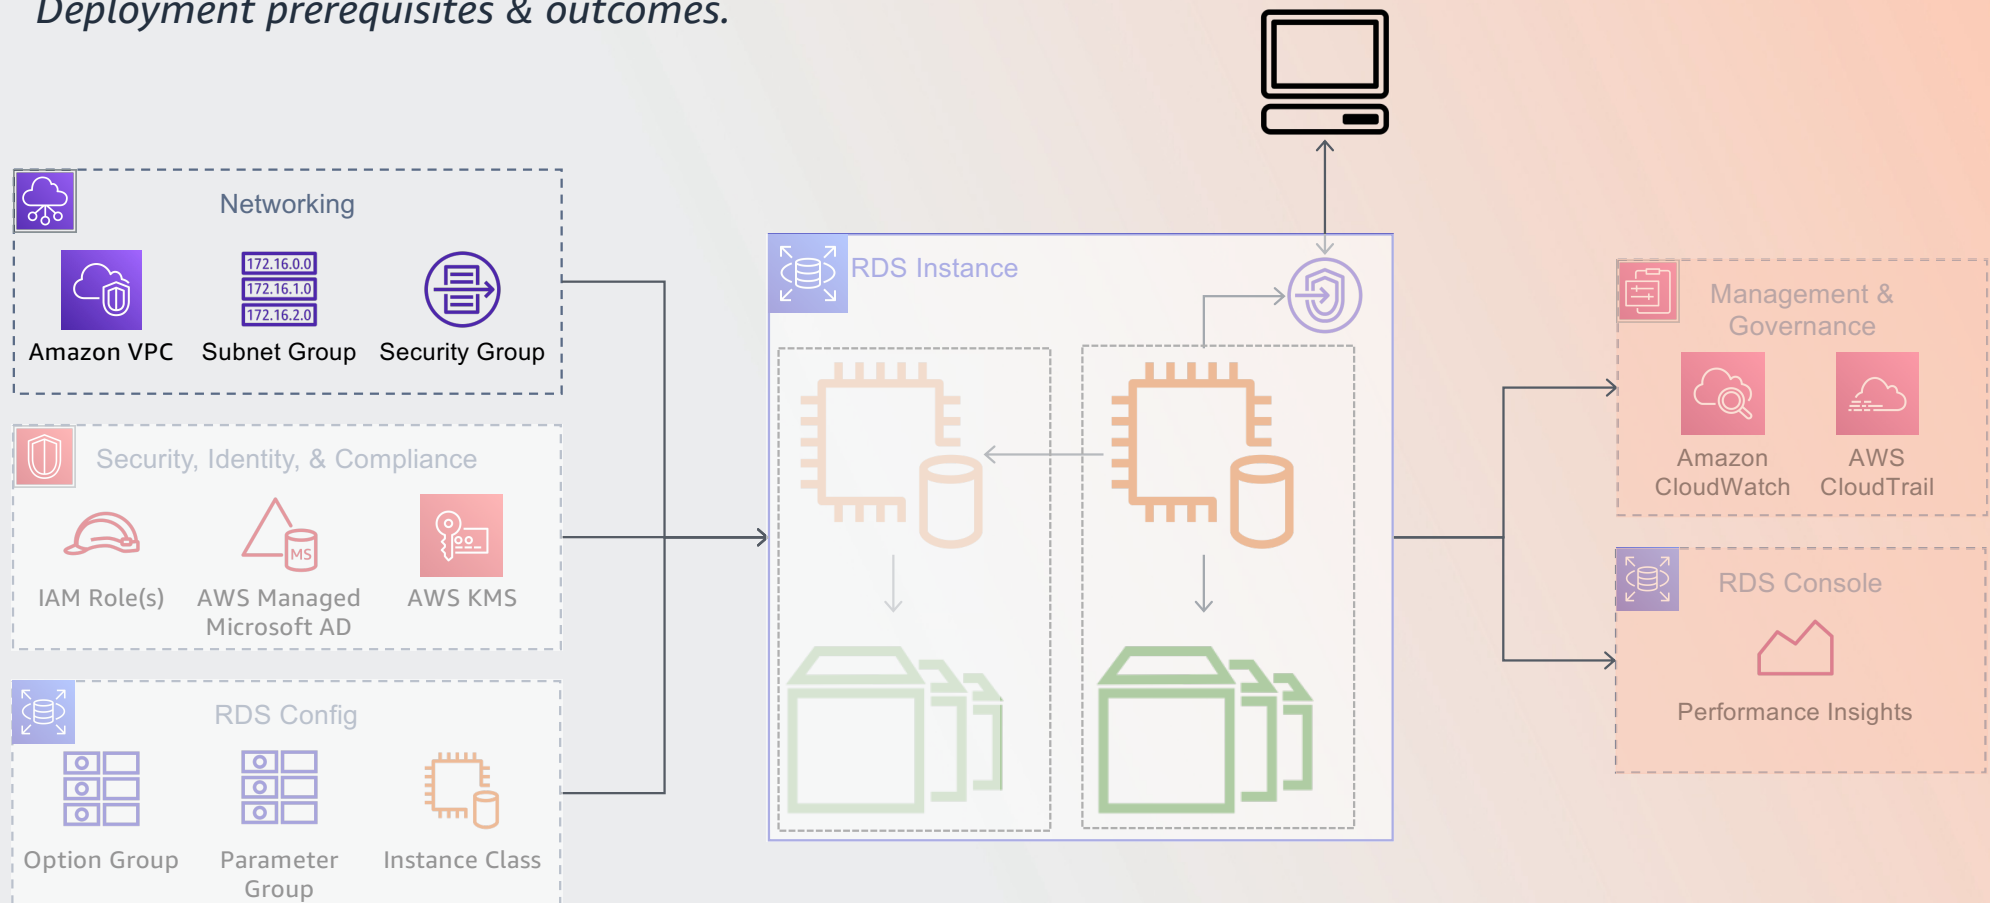 Deployment prerequisites & outcomes.
Networking
172.16.0.0
172.16.1.0
172.16.2.0
Amazon VPC
Subnet Group
Security Group
Security, Identity, & Compliance
MS
IAM Role(s)
AWS Managed
Microsoft AD
AWS KMS
RDS Config
Option Group
Parameter
Group
Instance Class
RDS Instance
Management &
Governance
Amazon
CloudWatch
AWS
CloudTrail
RDS Console
Performance Insights